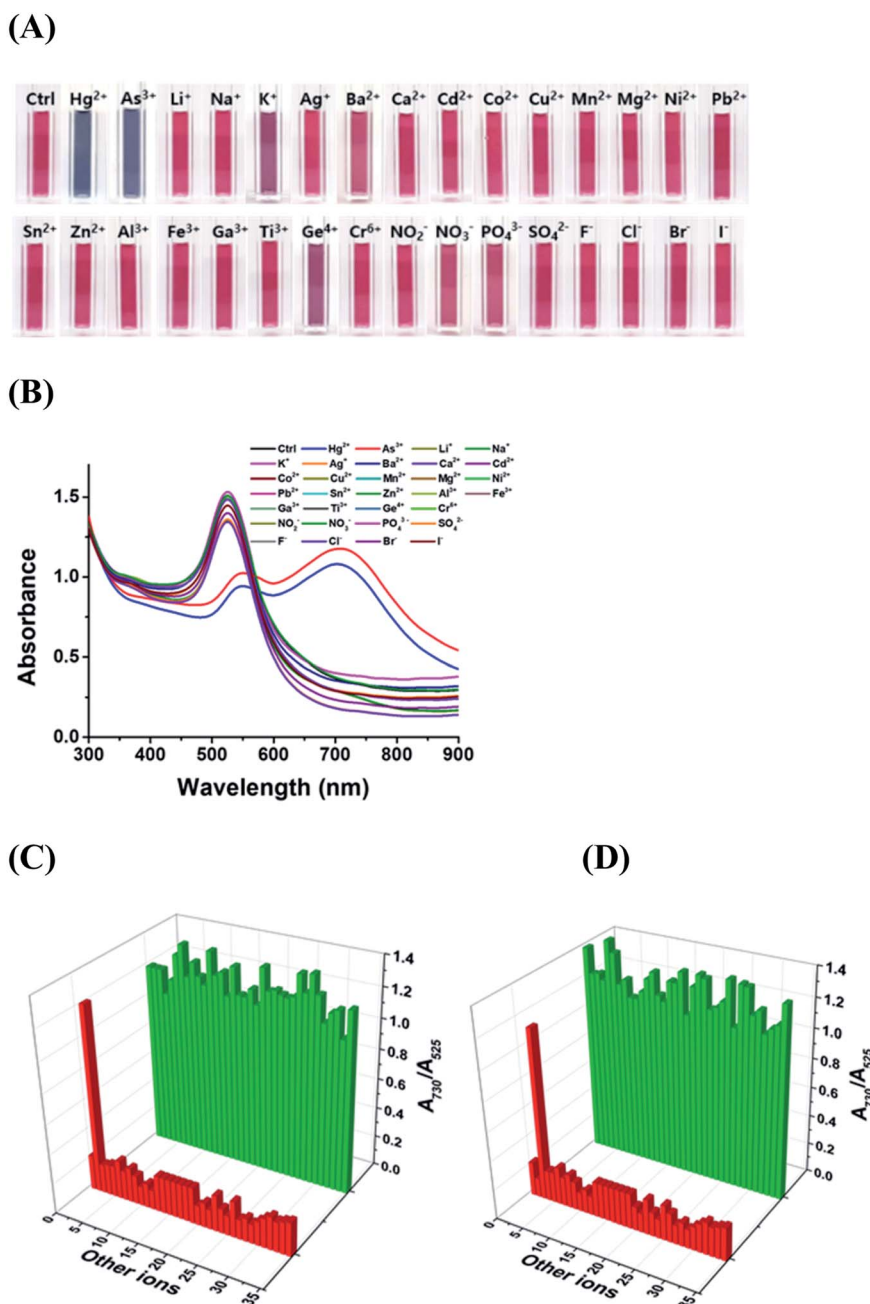 (A)
Ctrl Hg²⁺ As³⁺ Li⁺ Na⁺ K⁺ Ag⁺ Ba²⁺ Ca²⁺ Cd²⁺ Co²⁺ Cu²⁺ Mn²⁺ Mg²⁺ Ni²⁺ Pb²⁺
Sn²⁺ Zn²⁺ Al³⁺ Fe³⁺ Ga³⁺ Ti³⁺ Ge⁴⁺ Cr⁶⁺ NO₂⁻ NO₃⁻ PO₄³⁻ SO₄²⁻ F⁻ Cl⁻ Br⁻ I⁻
(B)
Ctrl Hg²⁺ As³⁺ Li⁺ Na⁺
K⁺ Ag⁺ Ba²⁺ Ca²⁺ Cd²⁺
Co²⁺ Cu²⁺ Mn²⁺ Mg²⁺ Ni²⁺
Pb²⁺ Sn²⁺ Zn²⁺ Al³⁺ Fe³⁺
Ga³⁺ Ti³⁺ Ge⁴⁺ Cr⁶⁺
NO₂⁻ NO₃⁻ PO₄³⁻ SO₄²⁻
F⁻ Cl⁻ Br⁻ I⁻
1.5
1.0
0.5
0.0
Absorbance
300 400 500 600 700 800 900
Wavelength (nm)
(C) (D)
1.4
1.2
1.0
0.8
0.6
0.4
0.2
0.0
A₇₃₀/A₅₂₅
0 5 10 15 20 25 30 35
Other ions
1.4
1.2
1.0
0.8
0.6
0.4
0.2
0.0
A₇₃₀/A₅₂₅
0 5 10 15 20 25 30 35
Other ions